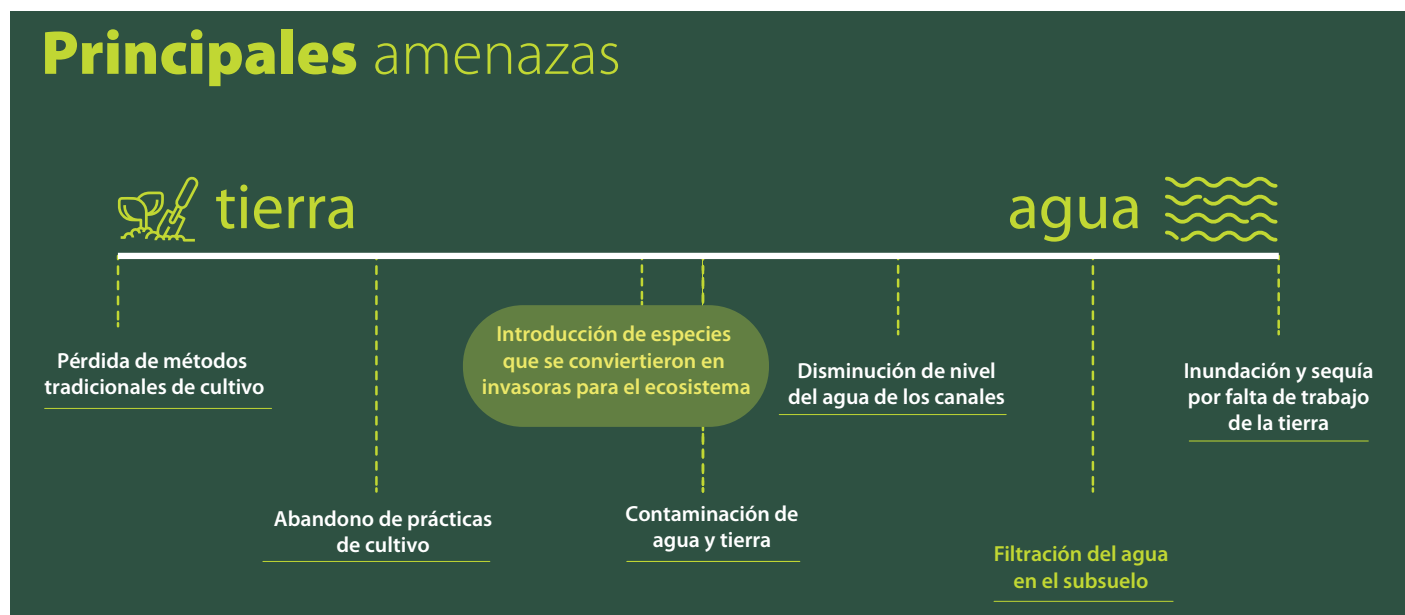 Principales amenazas
tierra
agua
Pérdida de métodos
tradicionales de cultivo
Abandono de prácticas
de cultivo
Introducción de especies
que se conviertieron en
invasoras para el ecosistema
Contaminación de
agua y tierra
Disminución de nivel
del agua de los canales
Filtración del agua
en el subsuelo
Inundación y sequía
por falta de trabajo
de la tierra